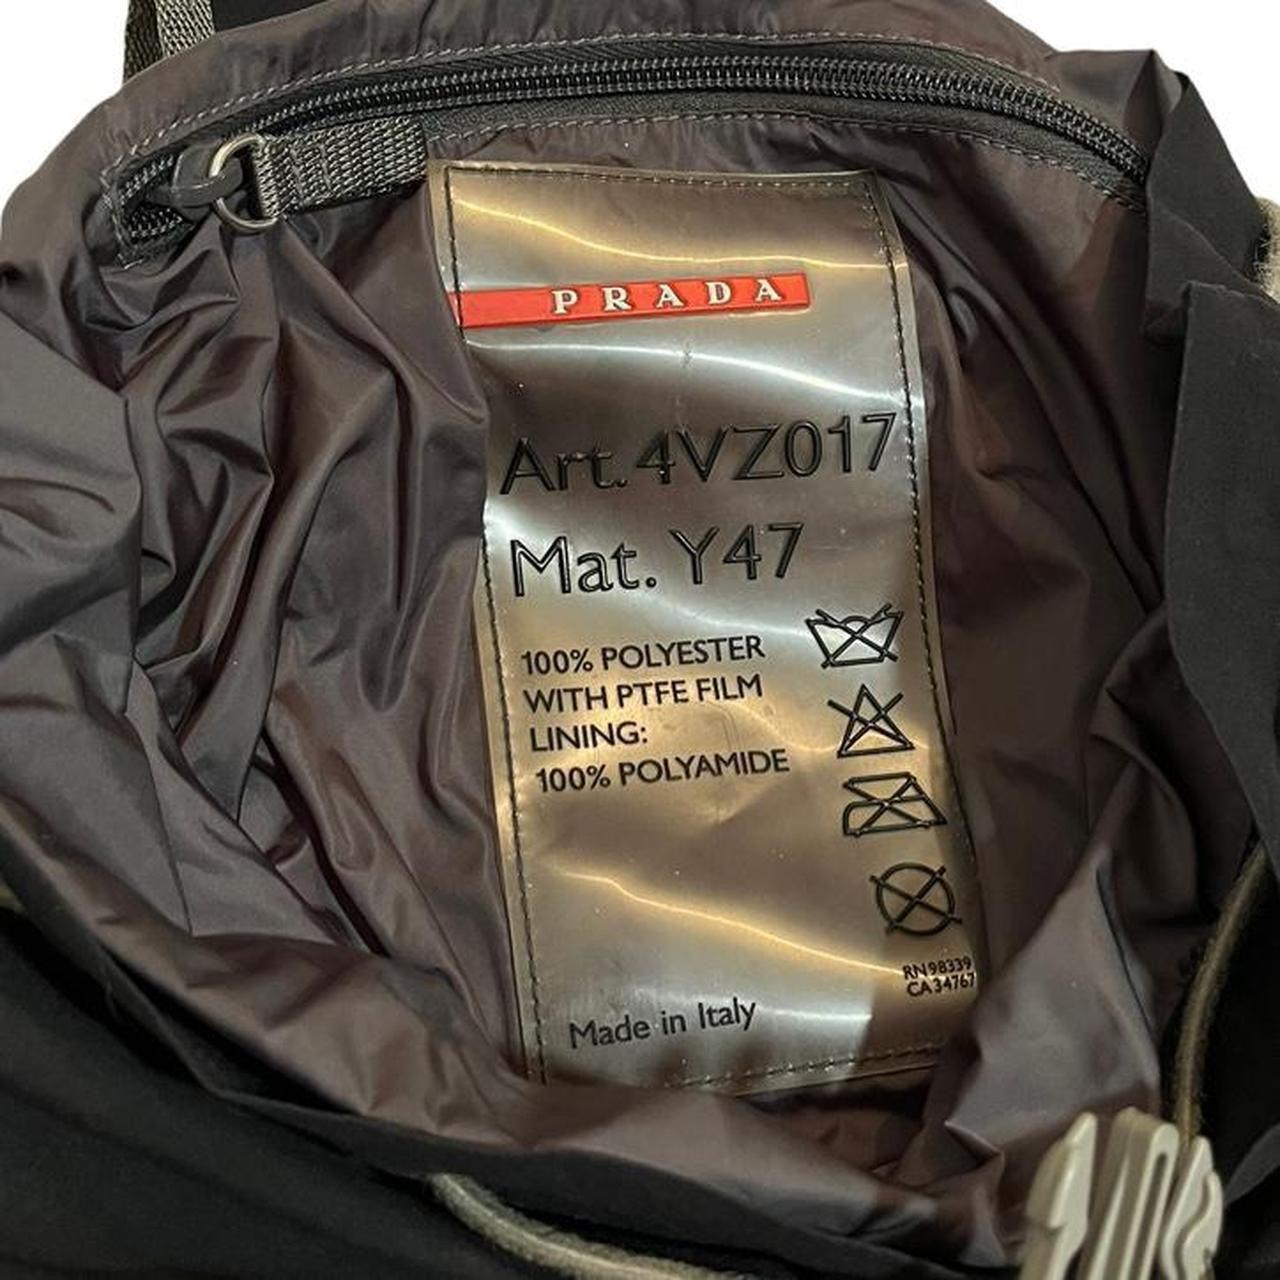 PRADA
Art. 4VZ017
Mat. Y47
100% POLYESTER
WITH PTFE FILM
LINING:
100% POLYAMIDE
RN98339
CA34767
Made in Italy